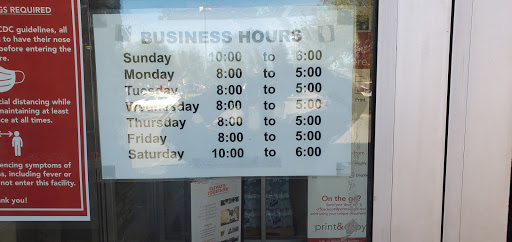 GS REQUIRED
CDC guidelines, all
to have their nose
before entering the
re.
cial distancing while
maintaining at least
ce at all times.
encing symptoms of
s, including fever or
not enter this facility.
nk you!
BUSINESS HOURS
Sunday 10:00 to 6:00
Monday 8:00 to 5:00
Tuesday 8:00 to 5:00
Wednesday 8:00 to 5:00
Thursday 8:00 to 5:00
Friday 8:00 to 5:00
Saturday 10:00 to 6:00
On the go?
print&copy